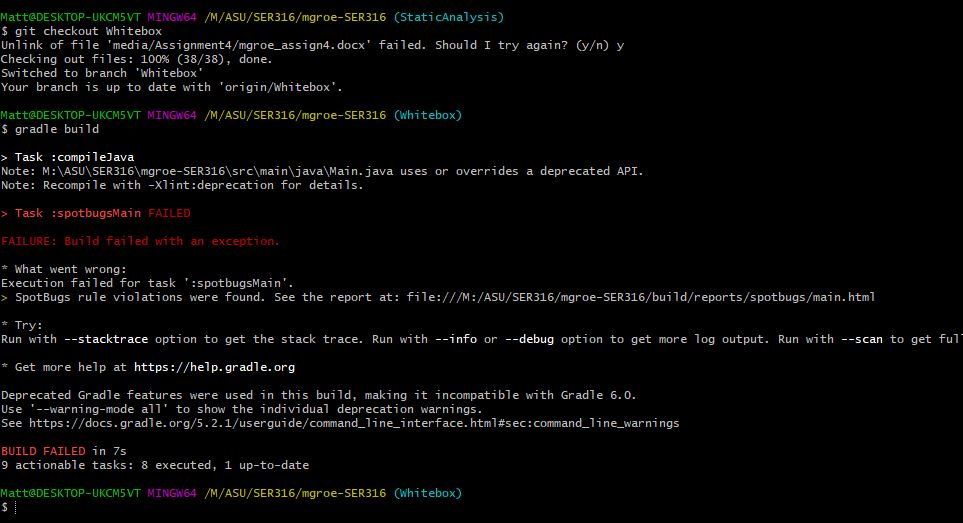 Matt@DESKTOP-UKCM5VT MINGW64 /M/ASU/SER316/mgroe-SER316 (StaticAnalysis)
$ git checkout Whitebox
Unlink of file 'media/Assignment4/mgroe_assign4.docx' failed. Should I try again? (y/n) y
Checking out files: 100% (38/38), done.
Switched to branch 'Whitebox'
Your branch is up to date with 'origin/Whitebox'.
Matt@DESKTOP-UKCM5VT MINGW64 /M/ASU/SER316/mgroe-SER316 (Whitebox)
$ gradle build
> Task :compileJava
Note: M:\ASU\SER316\mgroe-SER316\src\main\java\Main.java uses or overrides a deprecated API.
Note: Recompile with -Xlint:deprecation for details.
> Task :spotbugsMain FAILED
FAILURE: Build failed with an exception.
* What went wrong:
Execution failed for task ':spotbugsMain'.
> SpotBugs rule violations were found. See the report at: file:///M:/ASU/SER316/mgroe-SER316/build/reports/spotbugs/main.html
* Try:
Run with --stacktrace option to get the stack trace. Run with --info or --debug option to get more log output. Run with --scan to get full
* Get more help at https://help.gradle.org
Deprecated Gradle features were used in this build, making it incompatible with Gradle 6.0.
Use '--warning-mode all' to show the individual deprecation warnings.
See https://docs.gradle.org/5.2.1/userguide/command_line_interface.html#sec:command_line_warnings
BUILD FAILED in 7s
9 actionable tasks: 8 executed, 1 up-to-date
Matt@DESKTOP-UKCM5VT MINGW64 /M/ASU/SER316/mgroe-SER316 (Whitebox)
$